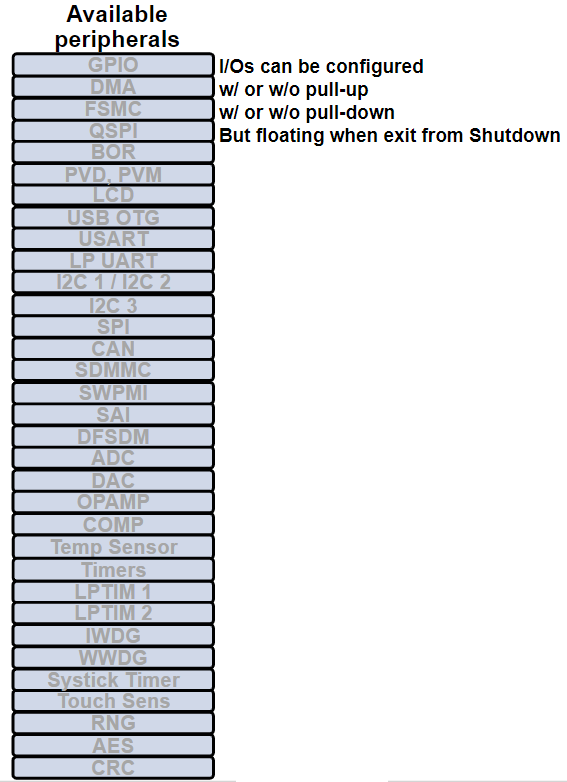 Available
peripherals
GPIO
I/Os can be configured
DMA
w/ or w/o pull-up
FSMC
w/ or w/o pull-down
QSPI
But floating when exit from Shutdown
BOR
PVD, PVM
LCD
USB OTG
USART
LP UART
I2C 1 / I2C 2
I2C 3
SPI
CAN
SDMMC
SWPMI
SAI
DFSDM
ADC
DAC
OPAMP
COMP
Temp Sensor
Timers
LPTIM 1
LPTIM 2
IWDG
WWDG
Systick Timer
Touch Sens
RNG
AES
CRC